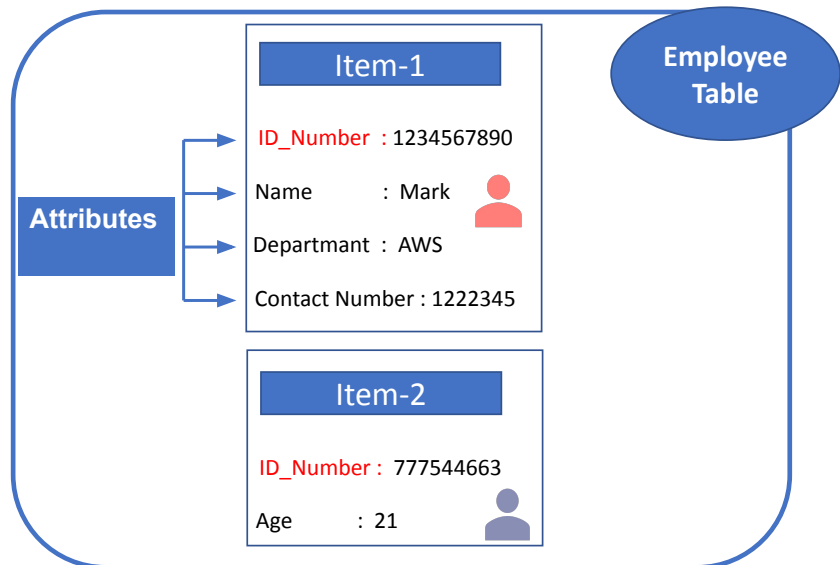 Employee
Table
Item-1
ID_Number : 1234567890
Name : Mark
Attributes
Departmant : AWS
Contact Number : 1222345
Item-2
ID_Number : 777544663
Age : 21